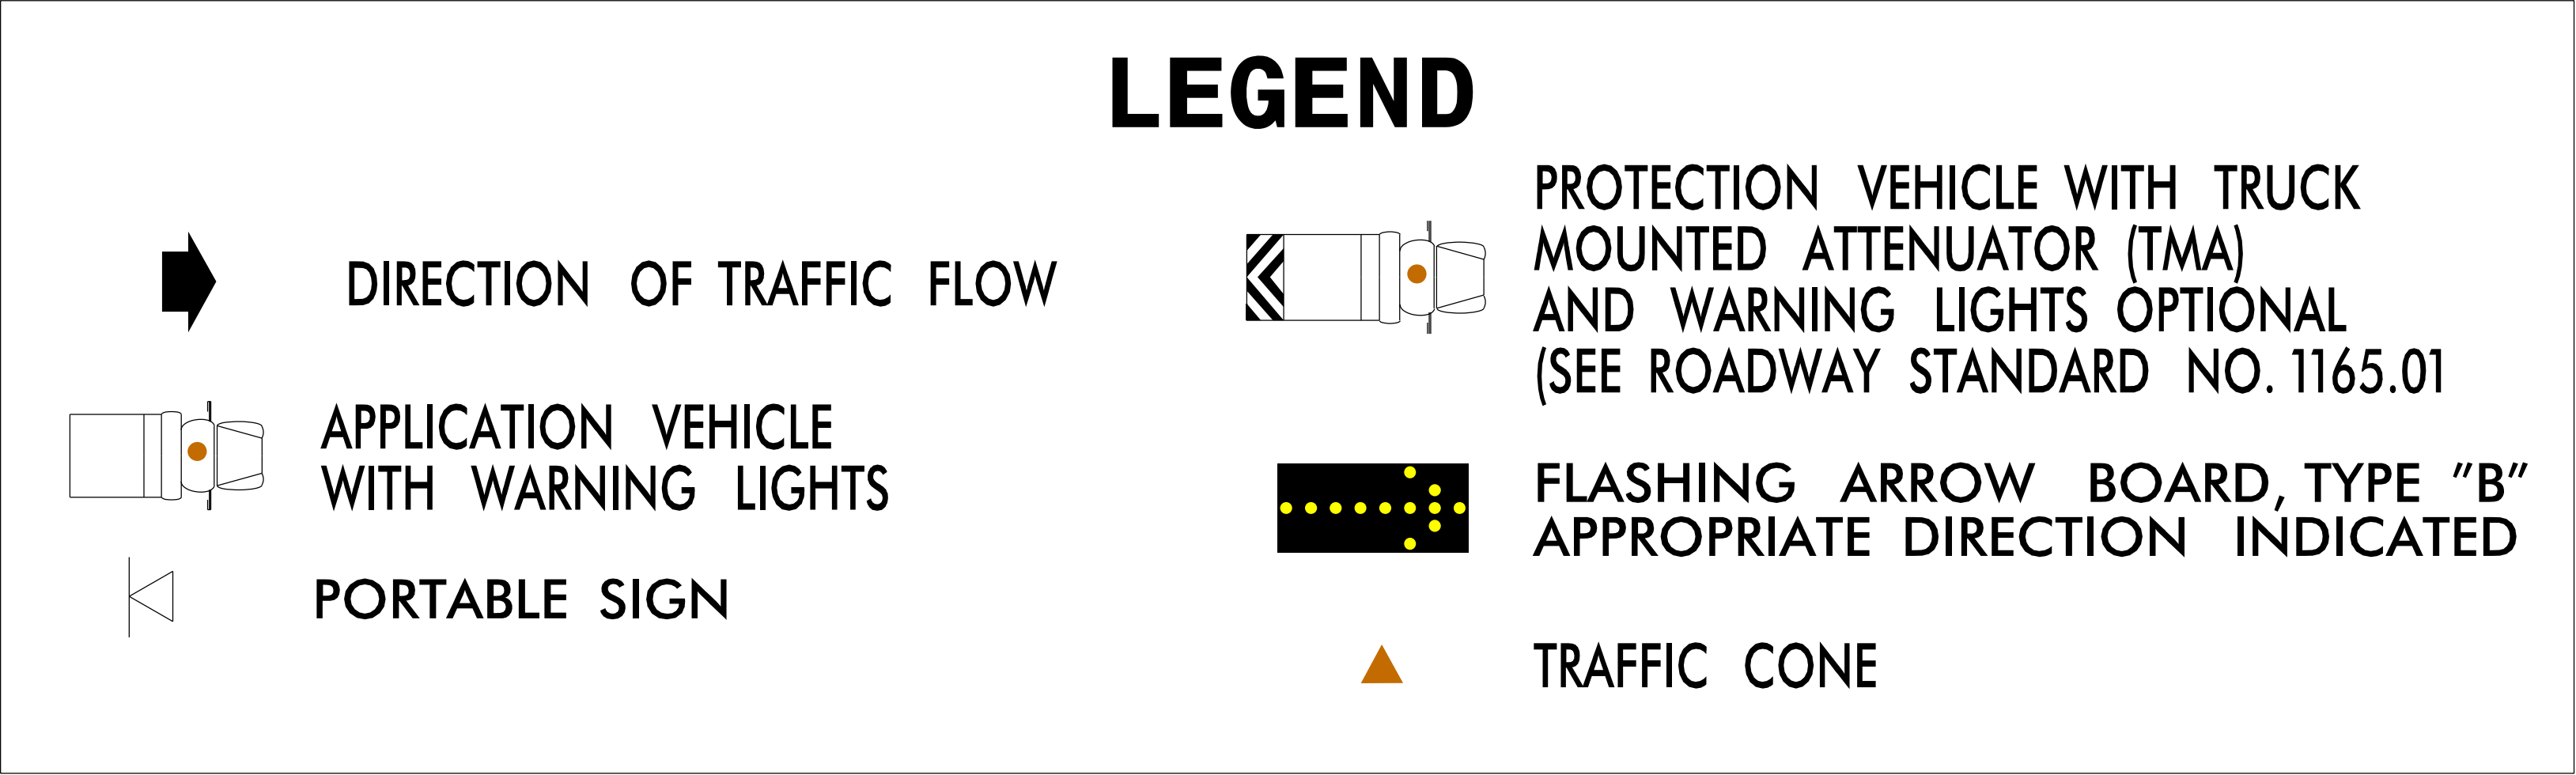 LEGEND
DIRECTION OF TRAFFIC FLOW
APPLICATION VEHICLE
WITH WARNING LIGHTS
PORTABLE SIGN
PROTECTION VEHICLE WITH TRUCK
MOUNTED ATTENUATOR (TMA)
AND WARNING LIGHTS OPTIONAL
(SEE ROADWAY STANDARD NO. 1165.01
FLASHING ARROW BOARD, TYPE "B"
APPROPRIATE DIRECTION INDICATED
TRAFFIC CONE